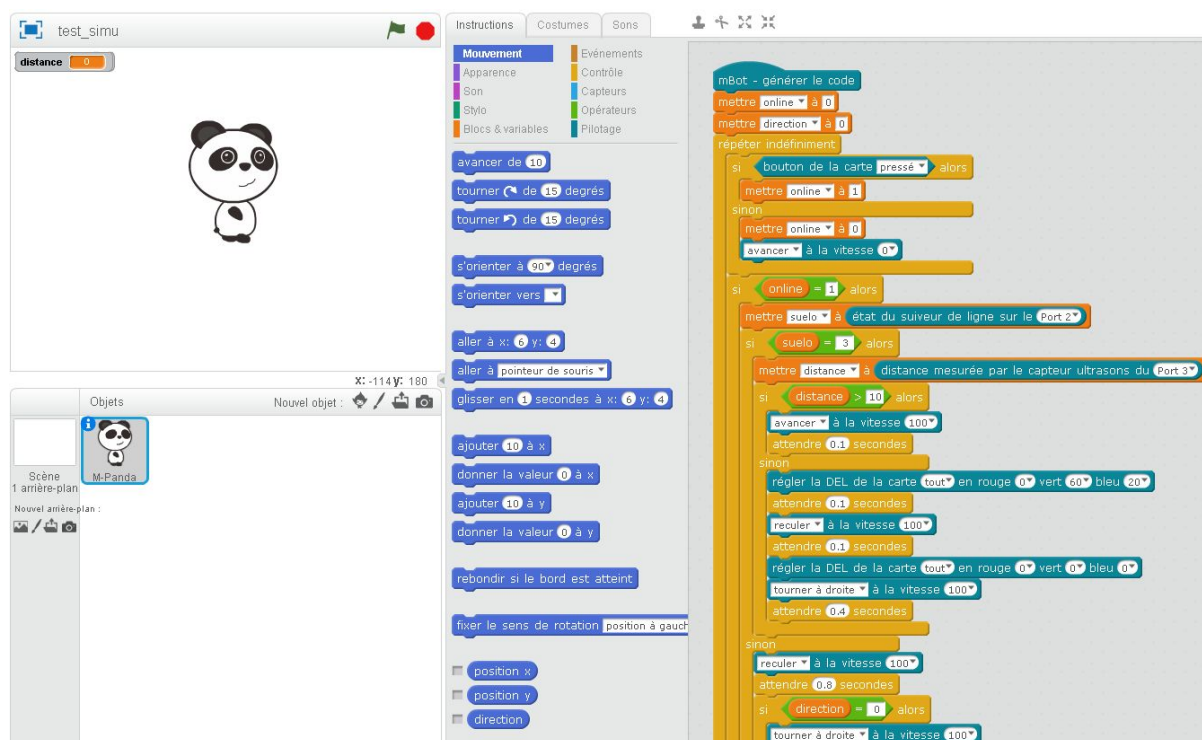 test_simu
distance 0
X: -114 Y: 180
Objets
Nouvel objet :
Scène
1 arrière-plan
M-Panda
Nouvel arrière-plan :
Instructions Costumes Sons
Mouvement Evénements
Apparence Contrôle
Son Capteurs
Stylo Opérateurs
Blocs & variables Pilotage
avancer de 10
tourner de 15 degrés
tourner de 15 degrés
s'orienter à 90 degrés
s'orienter vers
aller à x: 6 y: 4
aller à pointeur de souris
glisser en 1 secondes à x: 6 y: 4
ajouter 10 à x
donner la valeur 0 à x
ajouter 10 à y
donner la valeur 0 à y
rebondir si le bord est atteint
fixer le sens de rotation position à gauch
position x
position y
direction
mBot - générer le code
mettre online à 0
mettre direction à 0
répéter indéfiniment
si bouton de la carte pressé alors
mettre online à 1
sinon
mettre online à 0
avancer à la vitesse 0
si online = 1 alors
mettre suelo à état du suiveur de ligne sur le Port 2
si suelo = 3 alors
mettre distance à distance mesurée par le capteur ultrasons du Port 3
si distance > 10 alors
avancer à la vitesse 100
attendre 0.1 secondes
sinon
régler la DEL de la carte tout en rouge 0 vert 60 bleu 20
attendre 0.1 secondes
reculer à la vitesse 100
attendre 0.1 secondes
régler la DEL de la carte tout en rouge 0 vert 0 bleu 0
tourner à droite à la vitesse 100
attendre 0.4 secondes
sinon
reculer à la vitesse 100
attendre 0.8 secondes
si direction = 0 alors
tourner à droite à la vitesse 100